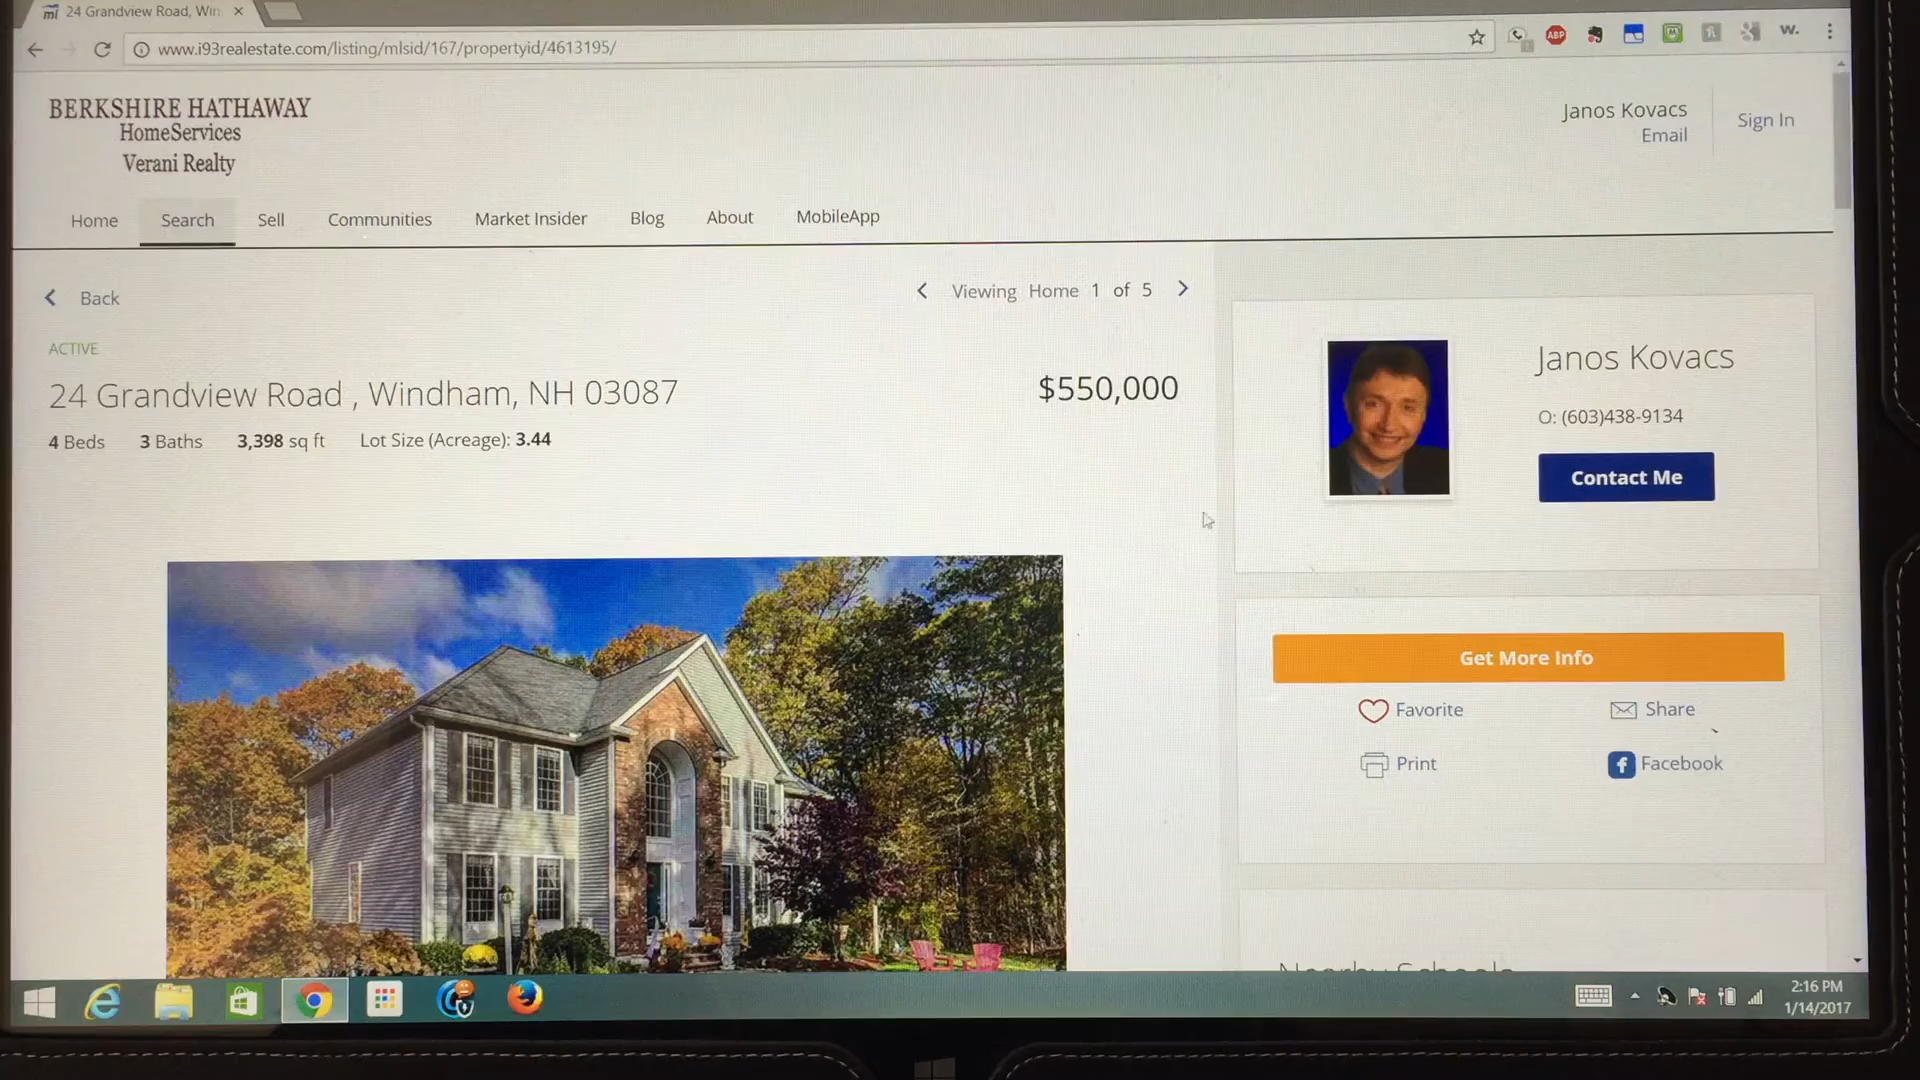 24 Grandview Road, Win
www.i93realestate.com/listing/mlsid/167/propertyid/4613195/
ABP
w.
BERKSHIRE HATHAWAY
HomeServices
Verani Realty
Janos Kovacs
Email
Sign In
Home Search Sell Communities Market Insider Blog About MobileApp
Back
Viewing Home 1 of 5
ACTIVE
24 Grandview Road , Windham, NH 03087
$550,000
4 Beds 3 Baths 3,398 sq ft Lot Size (Acreage): 3.44
Janos Kovacs
O: (603)438-9134
Contact Me
Get More Info
Favorite
Share
Print
Facebook
Nearby Schools
2:16 PM
1/14/2017